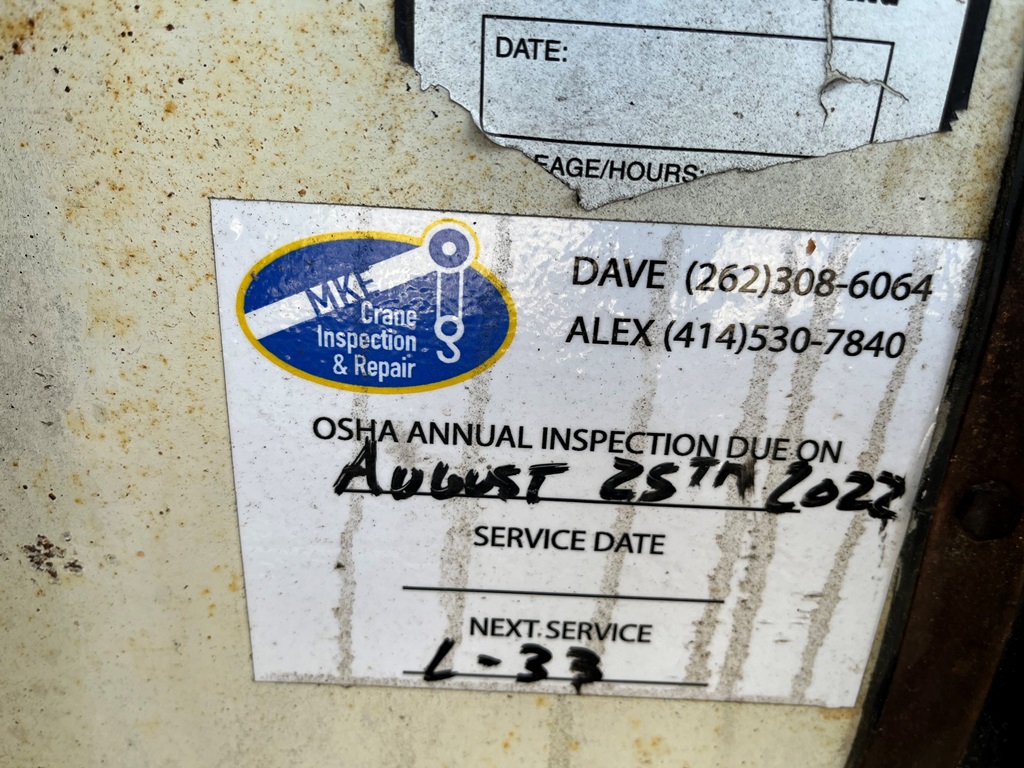 DATE:
EAGE/HOURS:
MKE
Crane
Inspection
& Repair
DAVE (262)308-6064
ALEX (414)530-7840
OSHA ANNUAL INSPECTION DUE ON
AUGUST 25TH 2022
SERVICE DATE
NEXT SERVICE
L-33